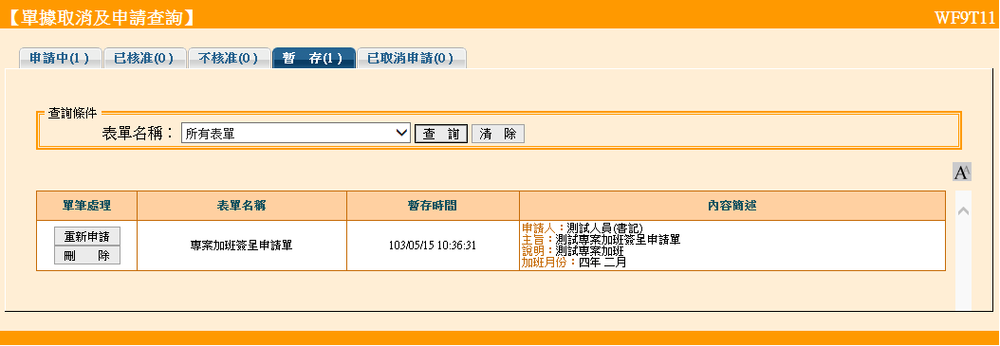 【單據取消及申請查詢】 WF9T11
申請中(1) 已核准(0) 不核准(0) 暫 存(1) 已取消申請(0)
查詢條件
表單名稱： 所有表單 查 詢 清 除
A
單筆處理 表單名稱 暫存時間 內容簡述
重新申請
刪 除
專案加班簽呈申請單
103/05/15 10:36:31
申請人：測試人員(書記)
主旨：測試專案加班簽呈申請單
說明：測試專案加班
加班月份：四年 二月